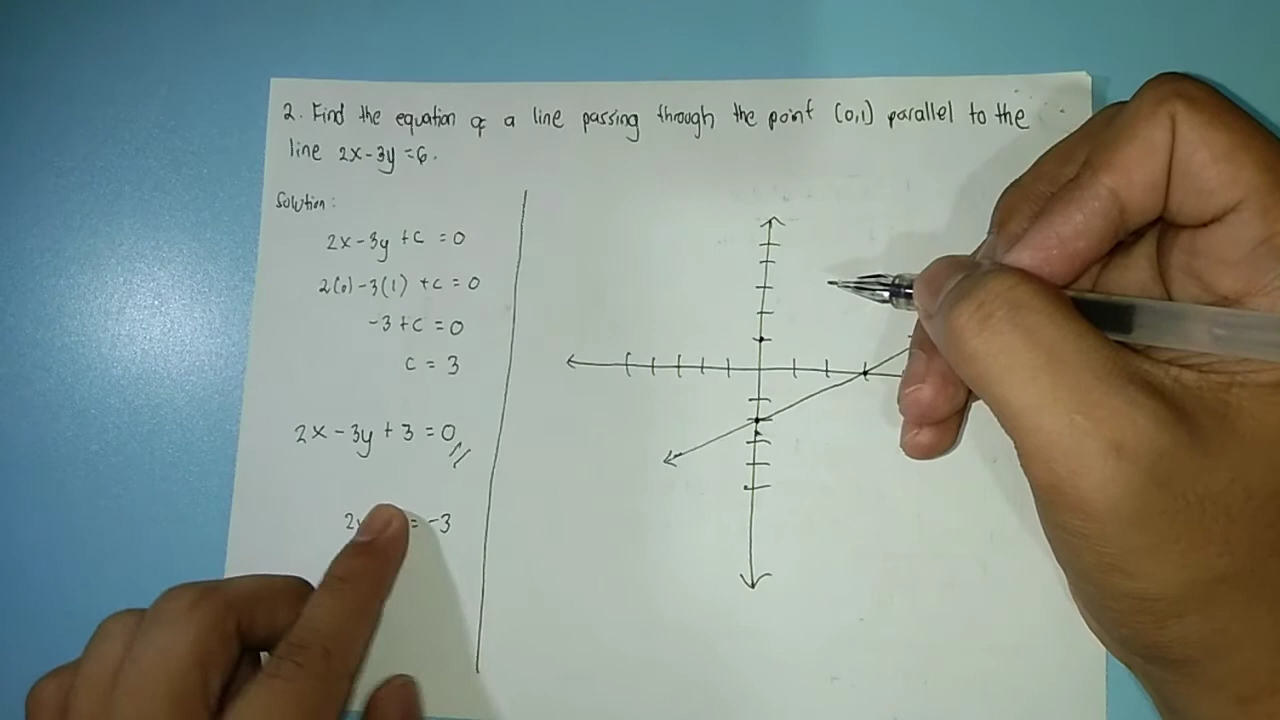 2. Find the equation of a line passing through the point (0,1) parallel to the
line 2x-3y=6.
Solution:
2x-3y+c=0
2(0)-3(1)+c=0
-3+c=0
c=3
2x-3y+3=0
= -3